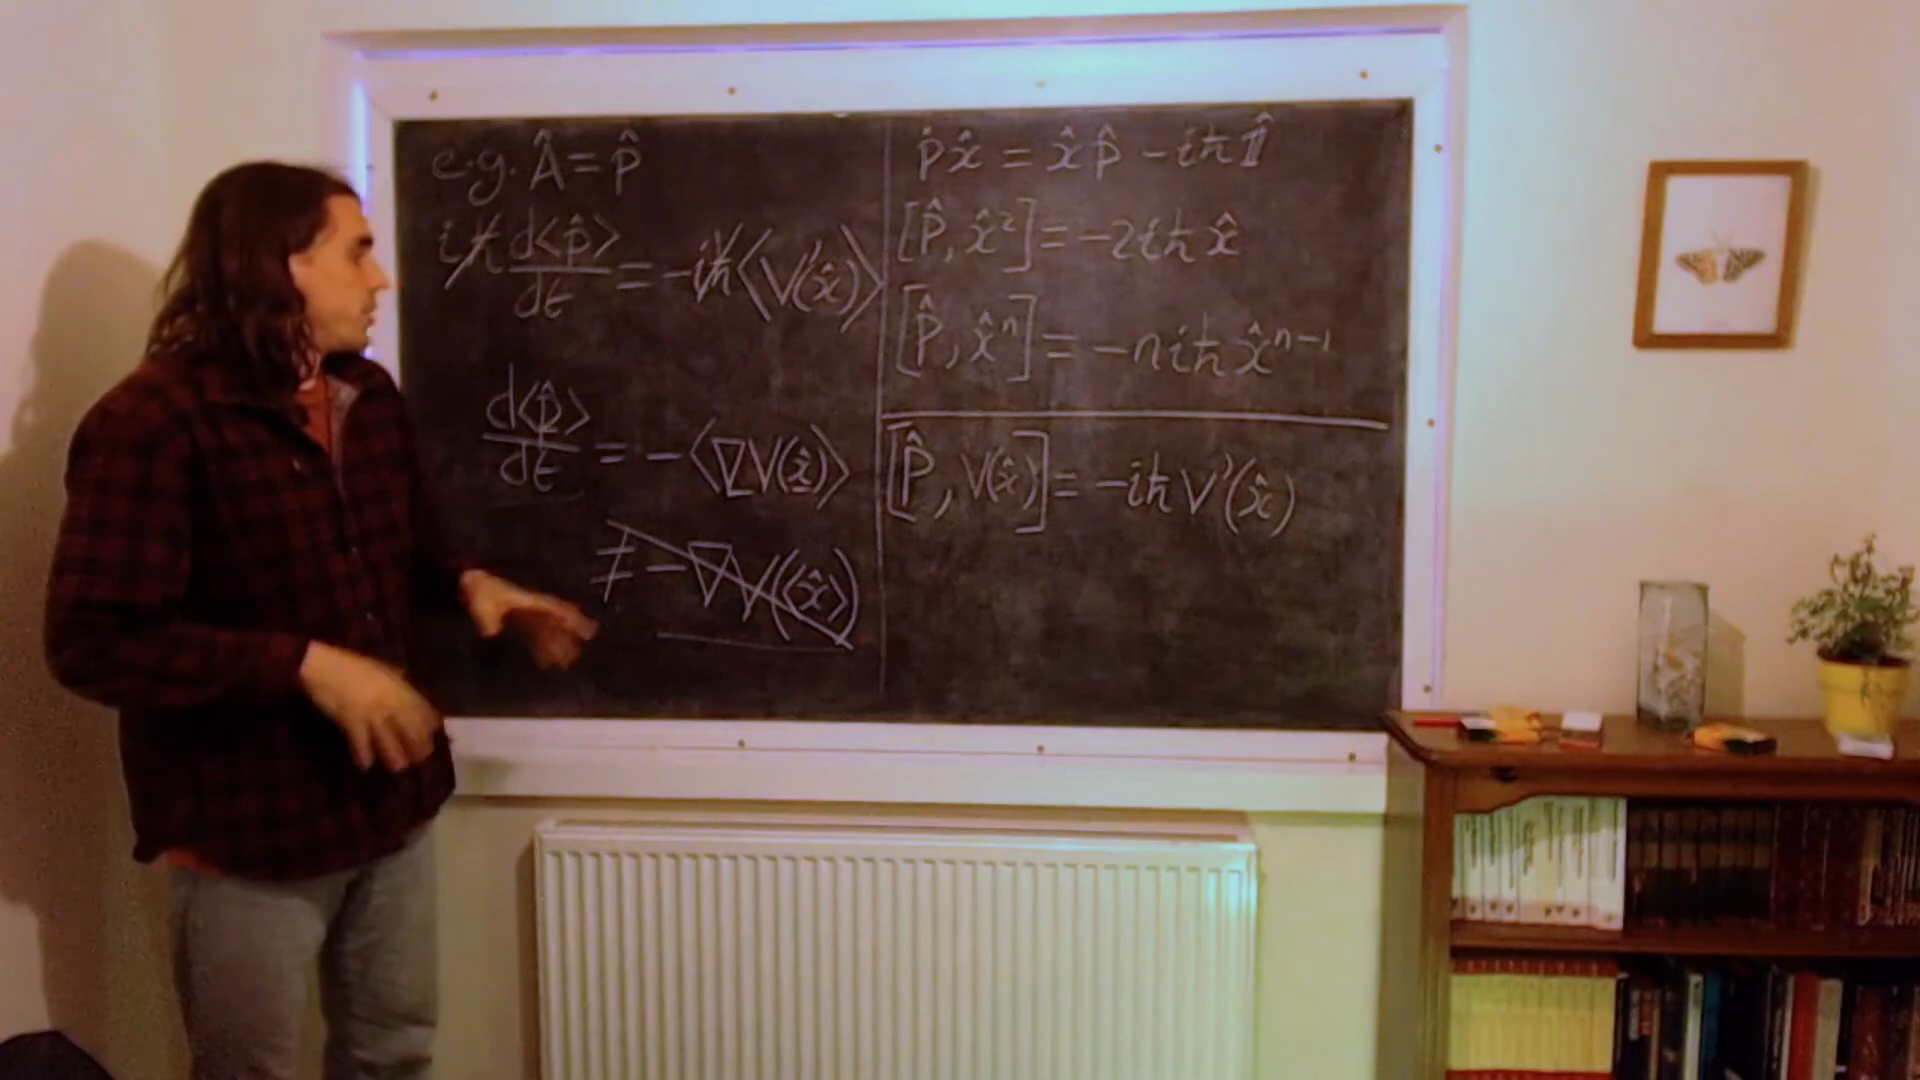 e.g. Â = p̂
iħ d<p̂>/dt = -iħ<V'(x̂)>
d<p̂>/dt = -<∇V(x̂)>
≠ -∇V(<x̂>)
p̂x̂ = x̂p̂ - iħ𝟙̂
[p̂, x̂²] = -2iħx̂
[p̂, x̂ⁿ] = -niħx̂ⁿ⁻¹
[p̂, V(x̂)] = -iħV'(x̂)